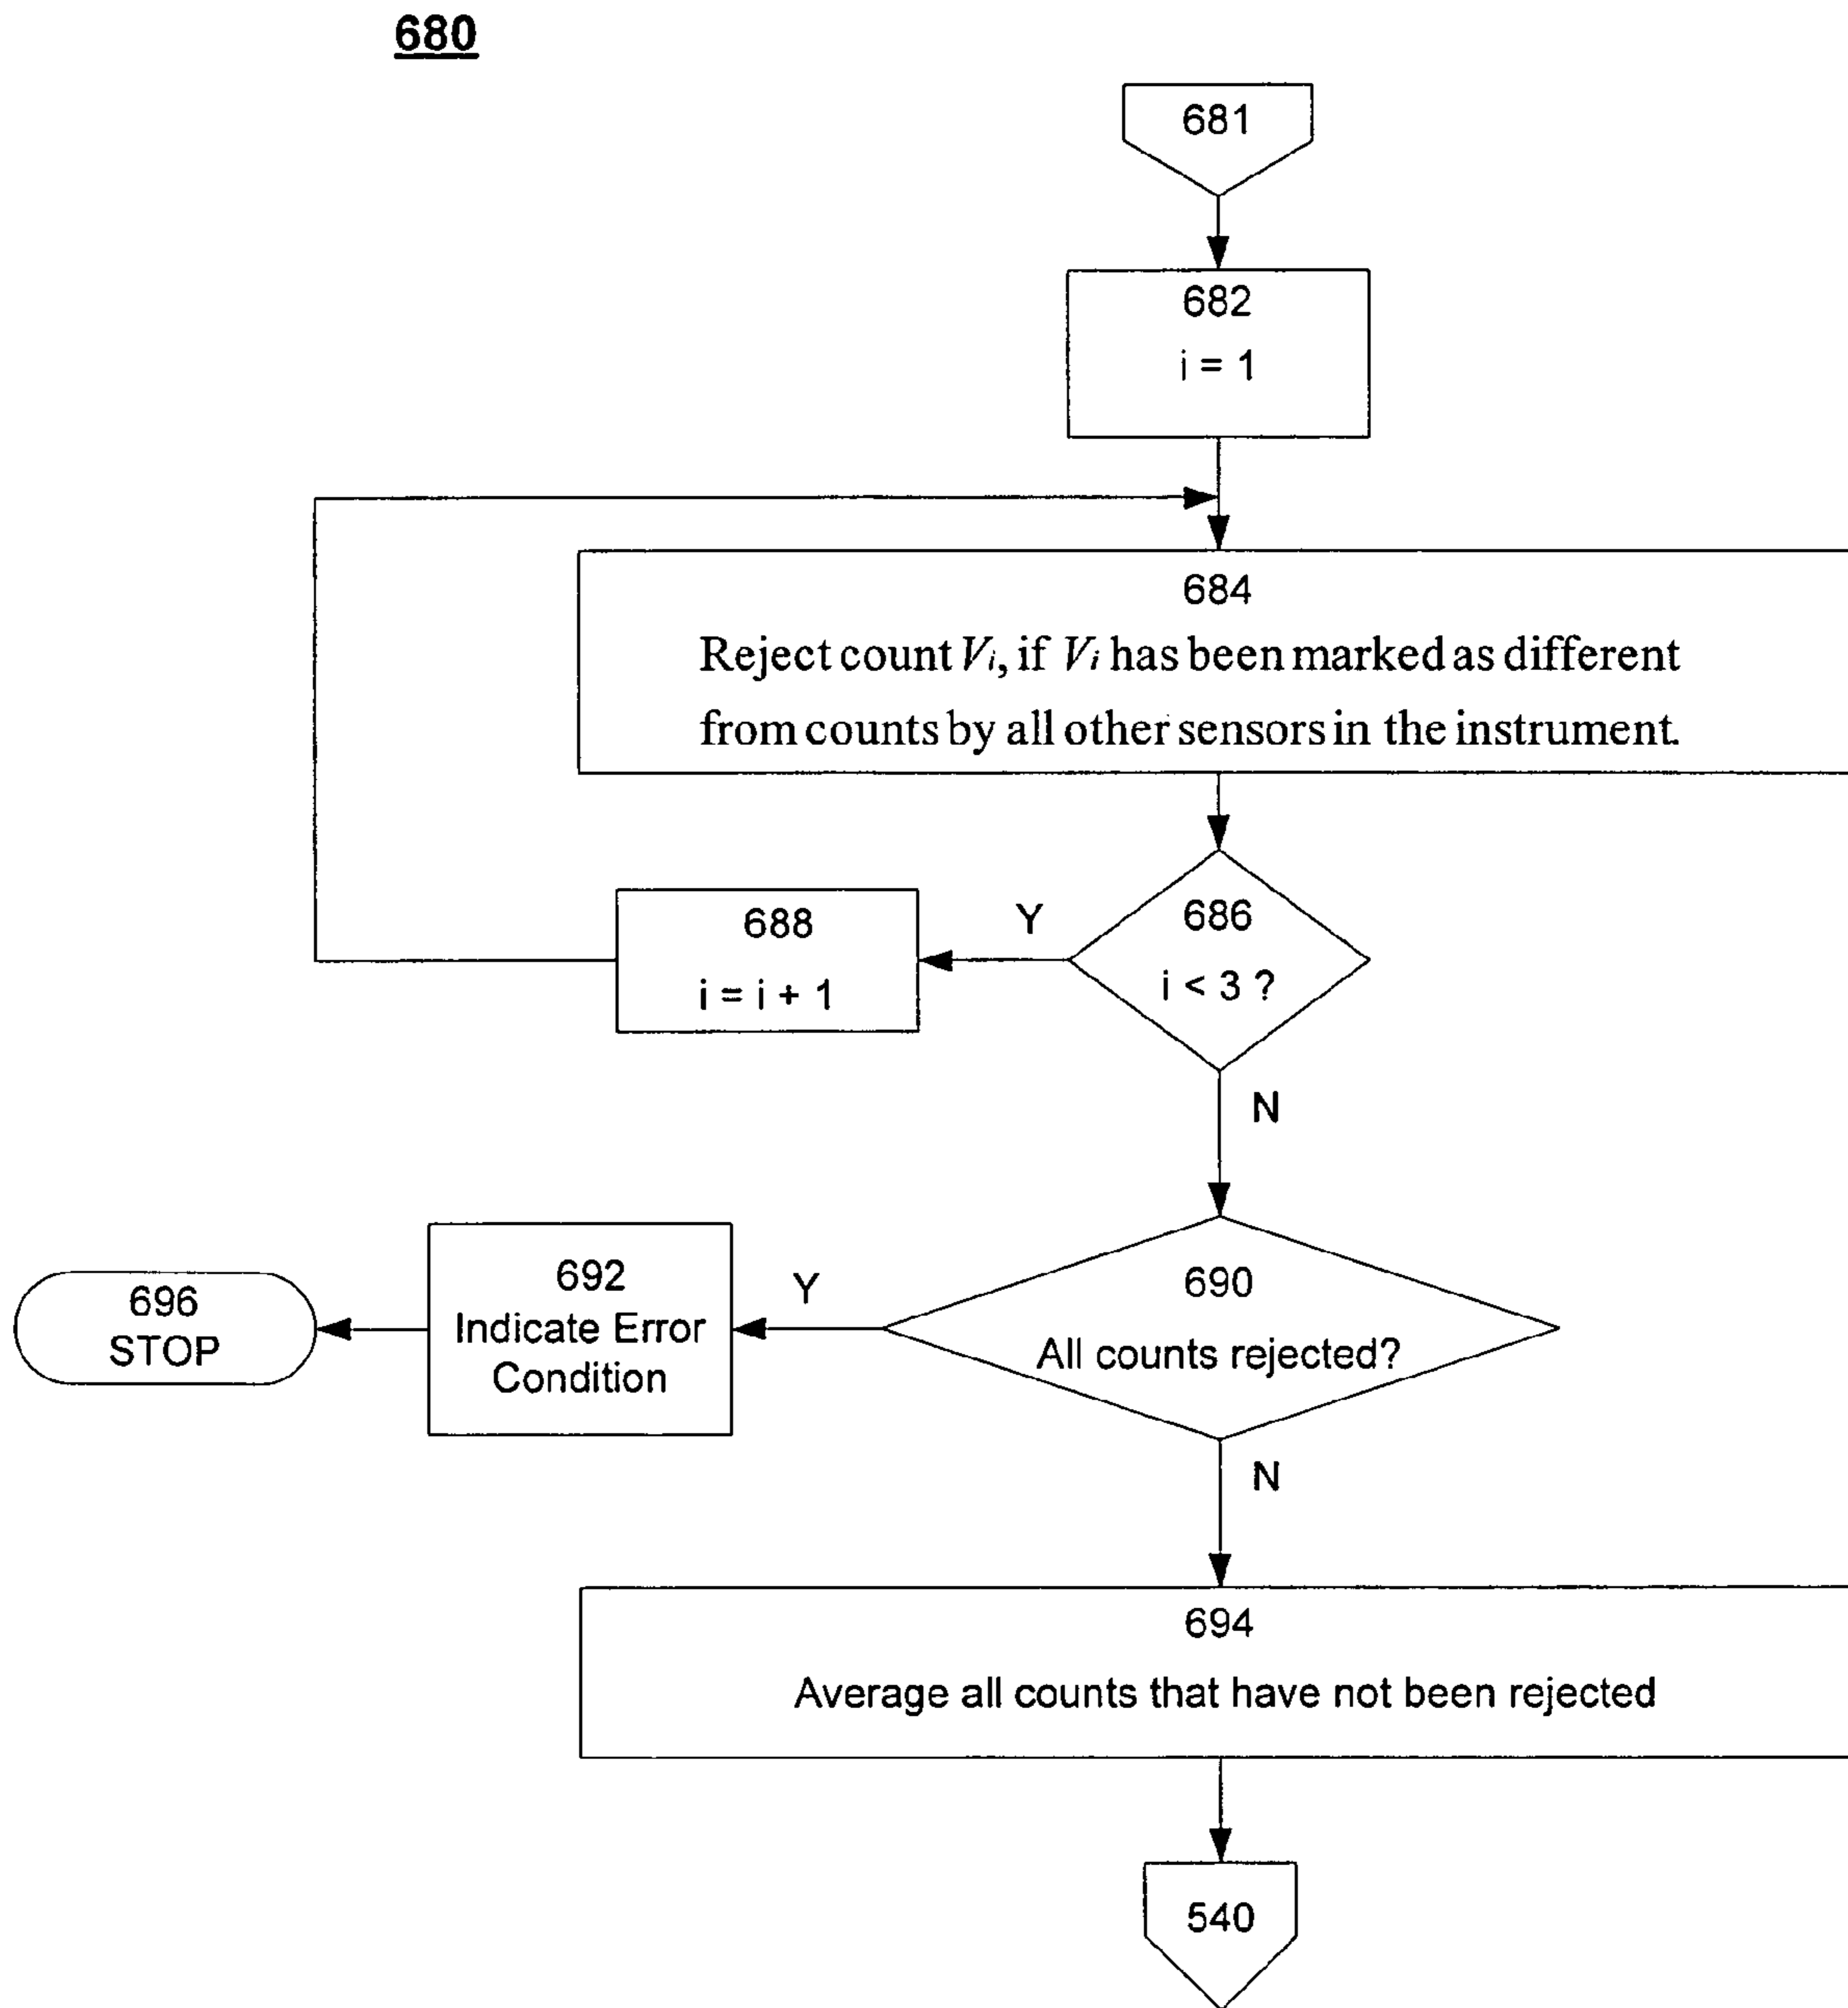 680
681
682
i = 1
684
Reject count Vi, if Vi has been marked as different
from counts by all other sensors in the instrument.
686
i < 3 ?
Y
688
i = i + 1
N
690
All counts rejected?
Y
692
Indicate Error
Condition
696
STOP
N
694
Average all counts that have not been rejected
540